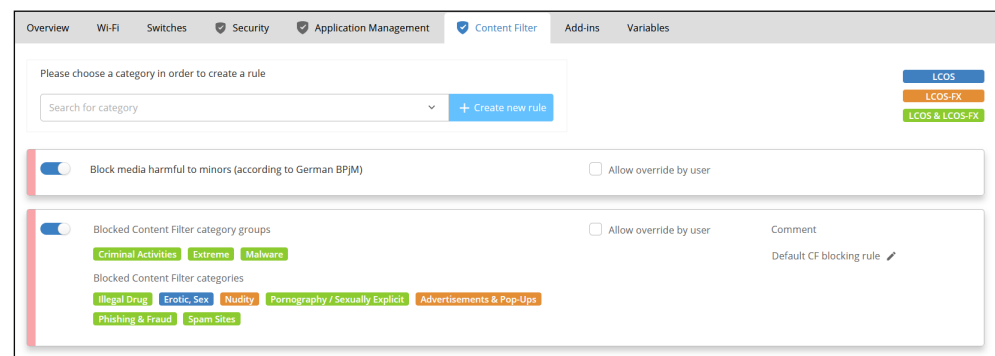 Overview Wi-Fi Switches Security Application Management Content Filter Add-ins Variables
Please choose a category in order to create a rule
Search for category + Create new rule
LCOS
LCOS-FX
LCOS & LCOS-FX
Block media harmful to minors (according to German BPjM) Allow override by user
Blocked Content Filter category groups Allow override by user Comment
Criminal Activities Extreme Malware Default CF blocking rule
Blocked Content Filter categories
Illegal Drug Erotic, Sex Nudity Pornography / Sexually Explicit Advertisements & Pop-Ups
Phishing & Fraud Spam Sites